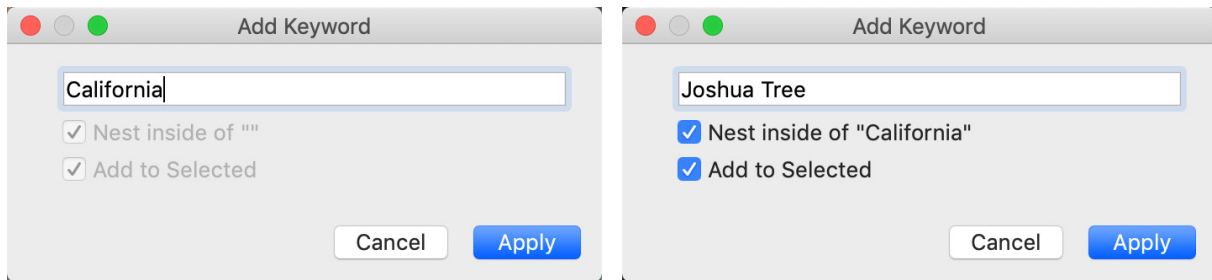 Add Keyword
California
Nest inside of ""
Add to Selected
Cancel
Apply
Add Keyword
Joshua Tree
Nest inside of "California"
Add to Selected
Cancel
Apply